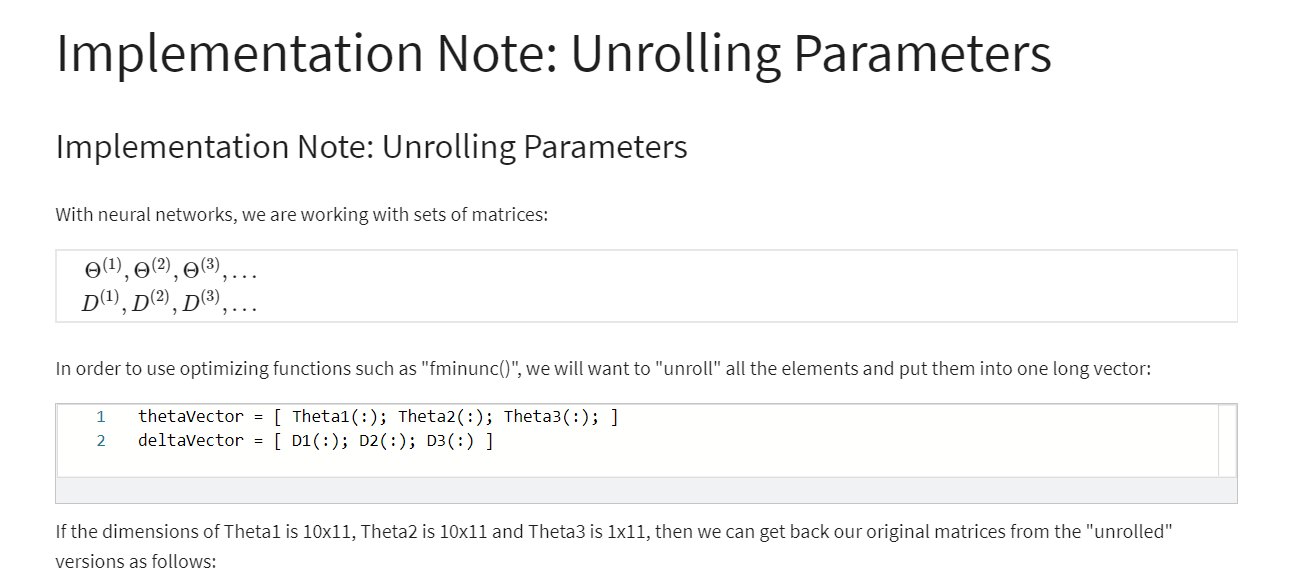 Implementation Note: Unrolling Parameters
Implementation Note: Unrolling Parameters
With neural networks, we are working with sets of matrices:
Θ(1), Θ(2), Θ(3), ...
D(1), D(2), D(3), ...
In order to use optimizing functions such as "fminunc()", we will want to "unroll" all the elements and put them into one long vector:
1 thetaVector = [ Theta1(:); Theta2(:); Theta3(:); ]
2 deltaVector = [ D1(:); D2(:); D3(:) ]
If the dimensions of Theta1 is 10x11, Theta2 is 10x11 and Theta3 is 1x11, then we can get back our original matrices from the "unrolled"
versions as follows: